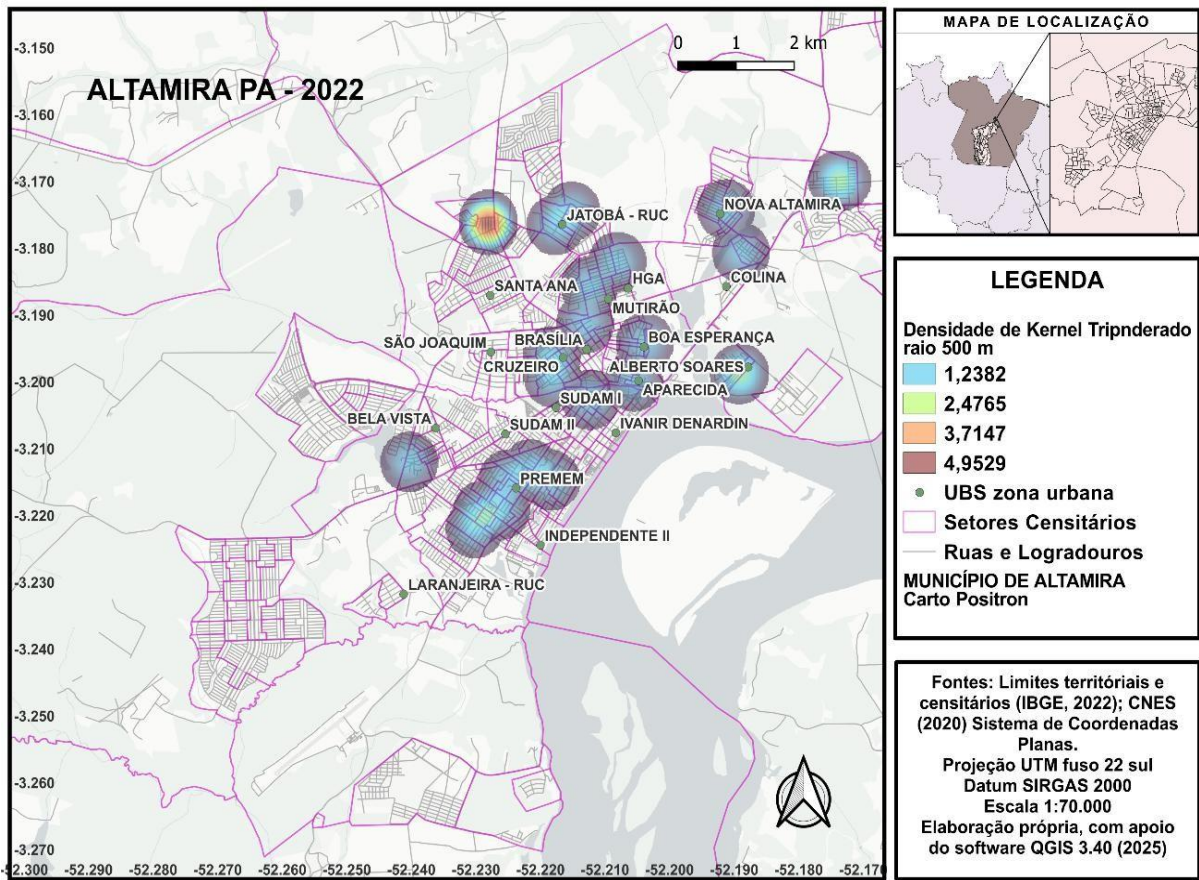 ALTAMIRA PA - 2022
0 1 2 km
-3.150
-3.160
-3.170
-3.180
-3.190
-3.200
-3.210
-3.220
-3.230
-3.240
-3.250
-3.260
-3.270
-52.300 -52.290 -52.280 -52.270 -52.260 -52.250 -52.240 -52.230 -52.220 -52.210 -52.200 -52.190 -52.180 -52.170
NOVA ALTAMIRA
JATOBÁ - RUC
COLINA
SANTA ANA
HGA
MUTIRÃO
SÃO JOAQUIM
BRASÍLIA
BOA ESPERANÇA
CRUZEIRO
ALBERTO SOARES
APARECIDA
SUDAM I
BELA VISTA
SUDAM II
IVANIR DENARDIN
PREMEM
INDEPENDENTE II
LARANJEIRA - RUC
MAPA DE LOCALIZAÇÃO
LEGENDA
Densidade de Kernel Tripnderado
raio 500 m
1,2382
2,4765
3,7147
4,9529
UBS zona urbana
Setores Censitários
Ruas e Logradouros
MUNICÍPIO DE ALTAMIRA
Carto Positron
Fontes: Limites territóriais e
censitários (IBGE, 2022); CNES
(2020) Sistema de Coordenadas
Planas.
Projeção UTM fuso 22 sul
Datum SIRGAS 2000
Escala 1:70.000
Elaboração própria, com apoio
do software QGIS 3.40 (2025)